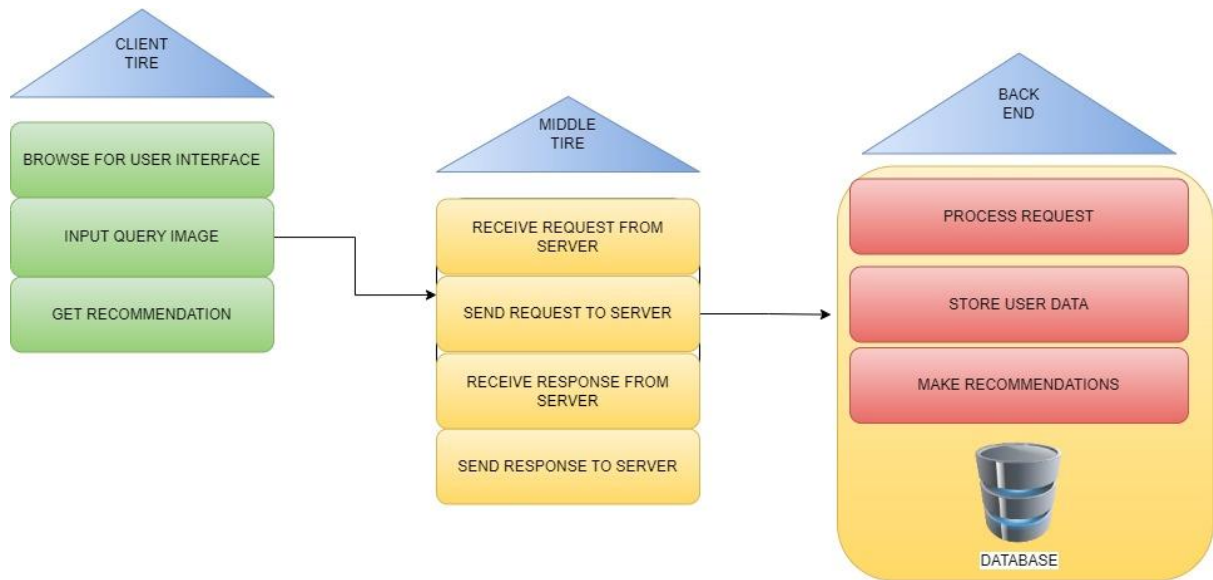 CLIENT
TIRE
BROWSE FOR USER INTERFACE
INPUT QUERY IMAGE
GET RECOMMENDATION
MIDDLE
TIRE
RECEIVE REQUEST FROM
SERVER
SEND REQUEST TO SERVER
RECEIVE RESPONSE FROM
SERVER
SEND RESPONSE TO SERVER
BACK
END
PROCESS REQUEST
STORE USER DATA
MAKE RECOMMENDATIONS
DATABASE